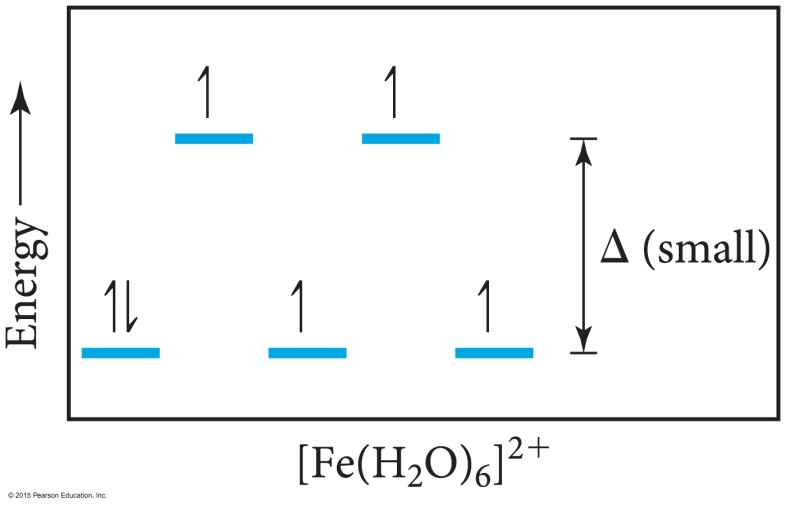 Energy
Δ (small)
[Fe(H₂O)₆]²⁺
© 2015 Pearson Education, Inc.